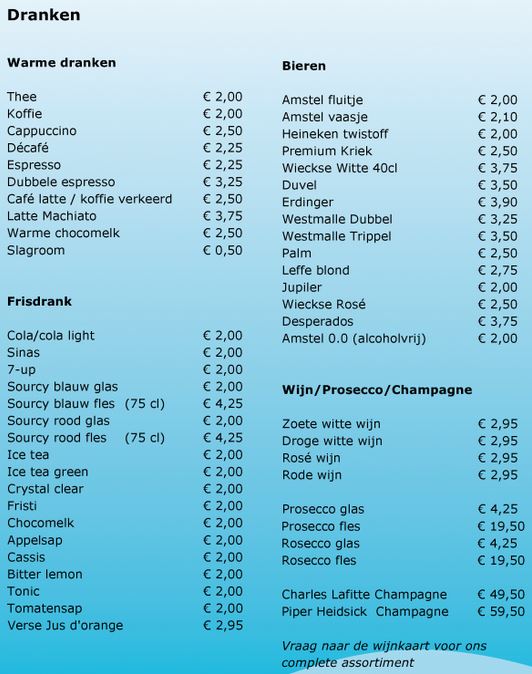 Dranken
Warme dranken
Thee € 2,00
Koffie € 2,00
Cappuccino € 2,50
Décafé € 2,25
Espresso € 2,25
Dubbele espresso € 3,25
Café latte / koffie verkeerd € 2,50
Latte Machiato € 3,75
Warme chocomelk € 2,50
Slagroom € 0,50
Frisdrank
Cola/cola light € 2,00
Sinas € 2,00
7-up € 2,00
Sourcy blauw glas € 2,00
Sourcy blauw fles (75 cl) € 4,25
Sourcy rood glas € 2,00
Sourcy rood fles (75 cl) € 4,25
Ice tea € 2,00
Ice tea green € 2,00
Crystal clear € 2,00
Fristi € 2,00
Chocomelk € 2,00
Appelsap € 2,00
Cassis € 2,00
Bitter lemon € 2,00
Tonic € 2,00
Tomatensap € 2,00
Verse Jus d'orange € 2,95
Bieren
Amstel fluitje € 2,00
Amstel vaasje € 2,10
Heineken twistoff € 2,00
Premium Kriek € 2,50
Wieckse Witte 40cl € 3,75
Duvel € 3,50
Erdinger € 3,90
Westmalle Dubbel € 3,25
Westmalle Trippel € 3,50
Palm € 2,50
Leffe blond € 2,75
Jupiler € 2,00
Wieckse Rosé € 2,50
Desperados € 3,75
Amstel 0.0 (alcoholvrij) € 2,00
Wijn/Prosecco/Champagne
Zoete witte wijn € 2,95
Droge witte wijn € 2,95
Rosé wijn € 2,95
Rode wijn € 2,95
Prosecco glas € 4,25
Prosecco fles € 19,50
Rosecco glas € 4,25
Rosecco fles € 19,50
Charles Lafitte Champagne € 49,50
Piper Heidsick Champagne € 59,50
Vraag naar de wijnkaart voor ons
complete assortiment